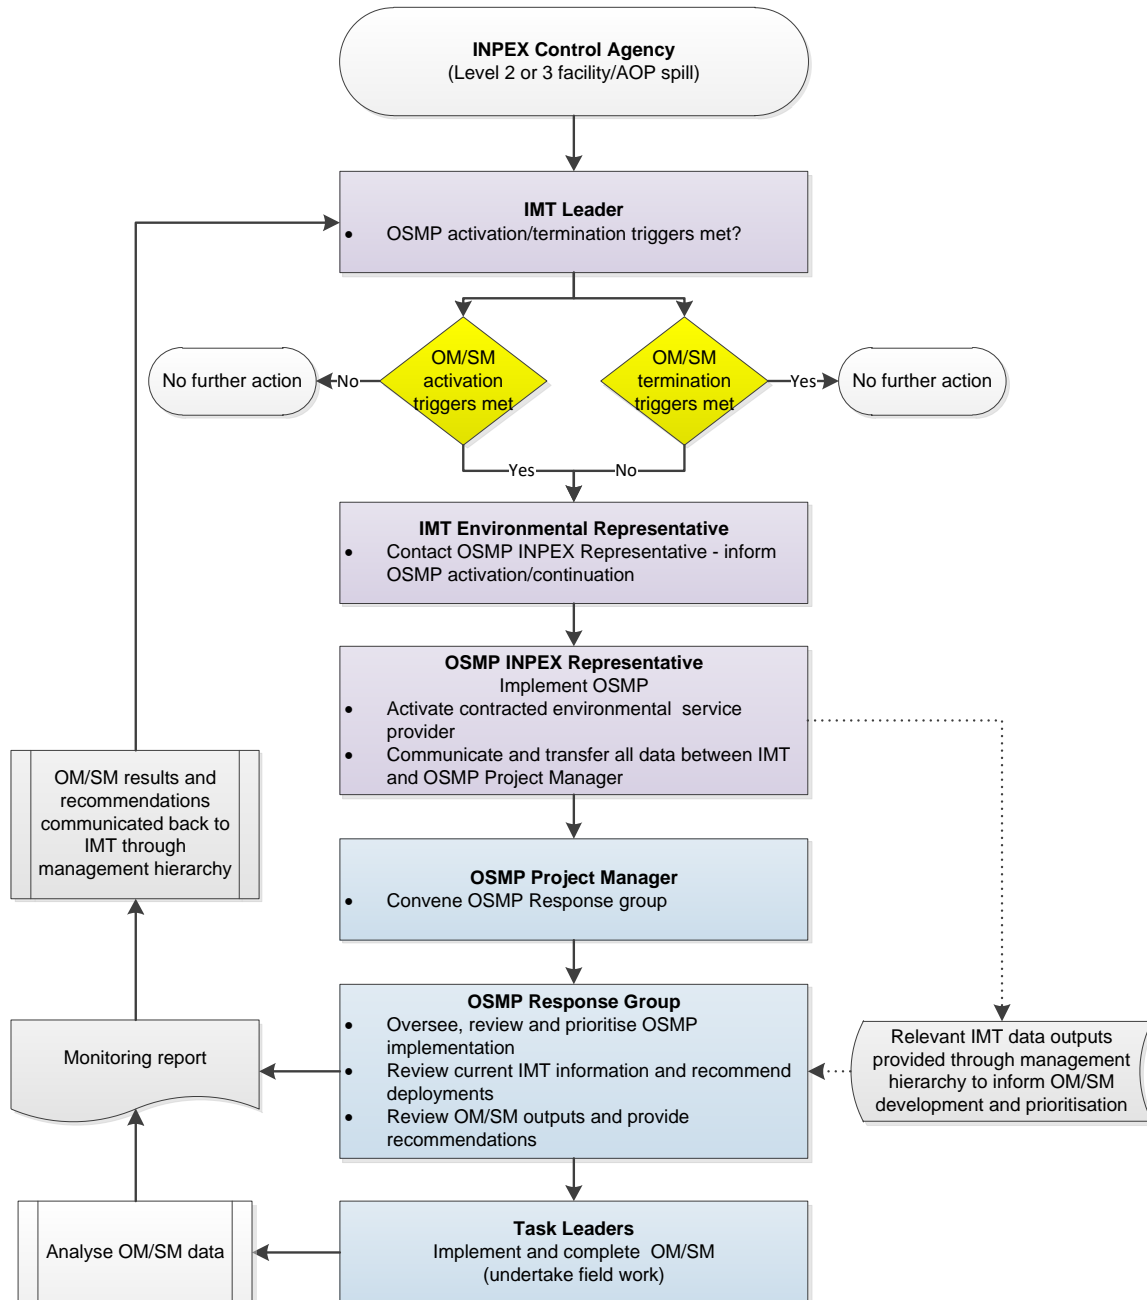 INPEX Control Agency
(Level 2 or 3 facility/AOP spill)
IMT Leader
• OSMP activation/termination triggers met?
OM/SM
activation
triggers met
OM/SM
termination
triggers met
No further action
No
Yes
No further action
Yes
No
IMT Environmental Representative
• Contact OSMP INPEX Representative - inform
OSMP activation/continuation
OSMP INPEX Representative
Implement OSMP
• Activate contracted environmental service
provider
• Communicate and transfer all data between IMT
and OSMP Project Manager
OM/SM results and
recommendations
communicated back to
IMT through
management hierarchy
OSMP Project Manager
• Convene OSMP Response group
OSMP Response Group
• Oversee, review and prioritise OSMP
implementation
• Review current IMT information and recommend
deployments
• Review OM/SM outputs and provide
recommendations
Monitoring report
Relevant IMT data outputs
provided through management
hierarchy to inform OM/SM
development and prioritisation
Task Leaders
Implement and complete OM/SM
(undertake field work)
Analyse OM/SM data